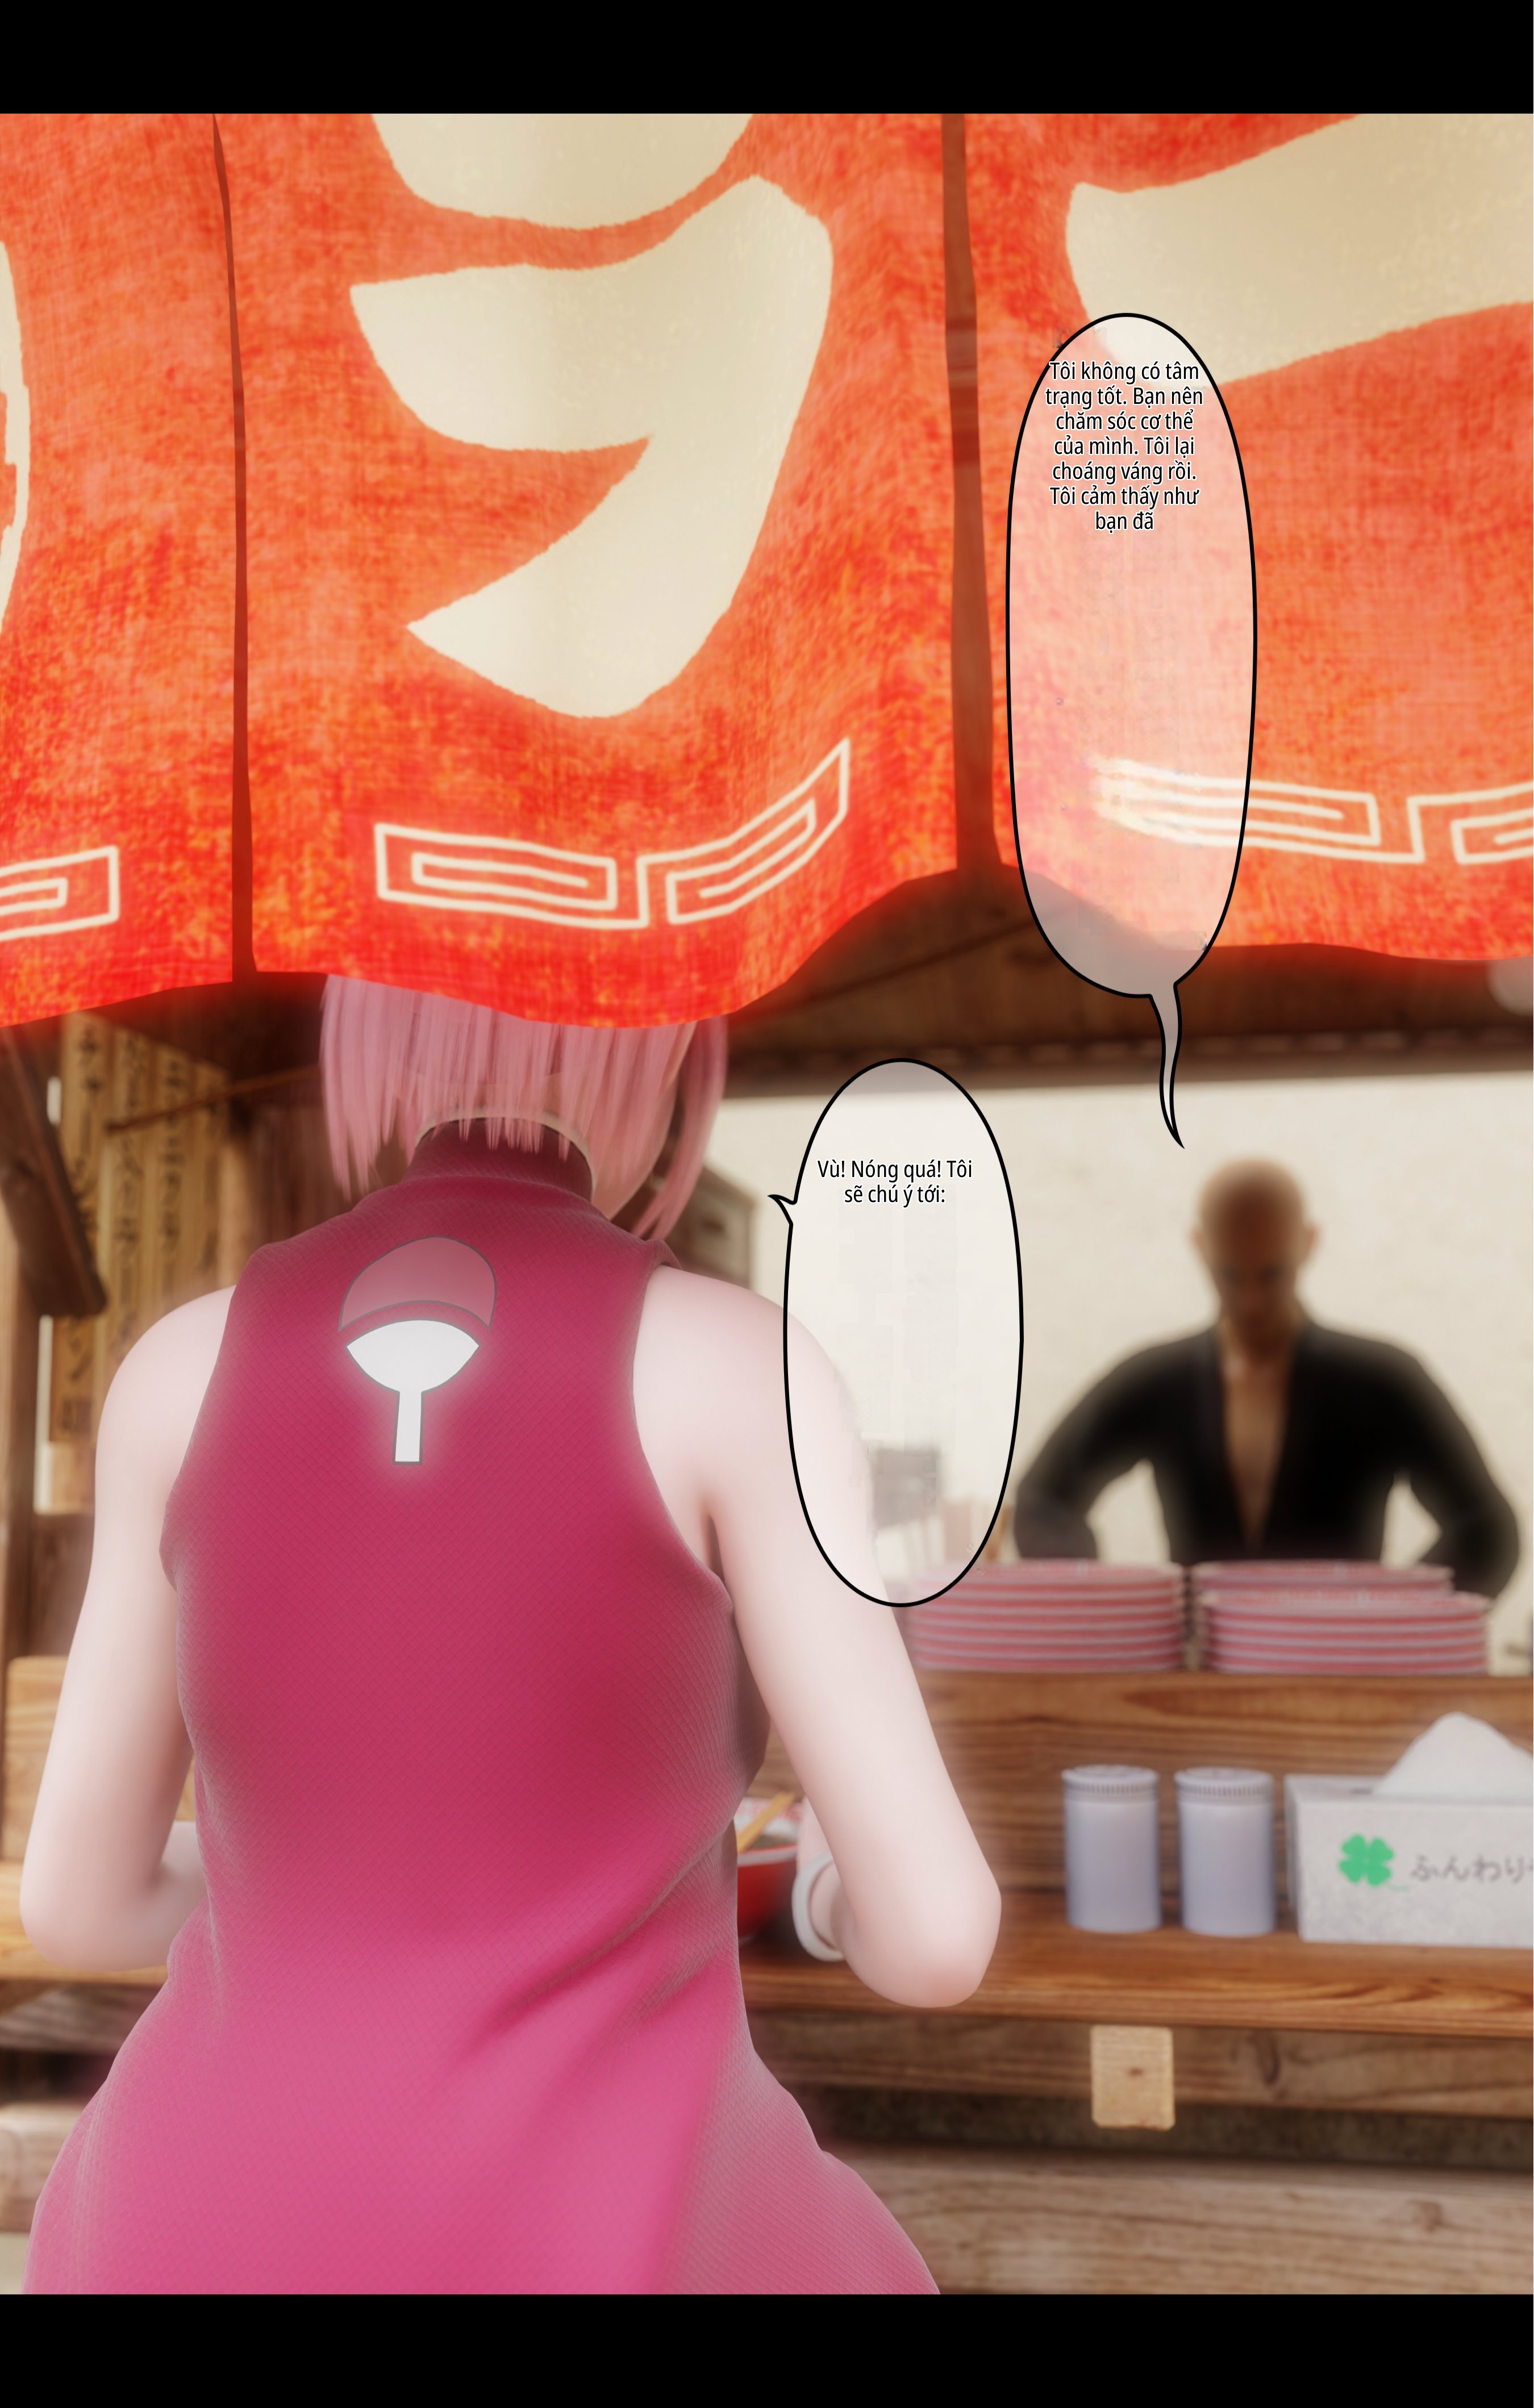 Tôi không có tâm
trạng tốt. Bạn nên
chăm sóc cơ thể
của mình. Tôi lại
choáng váng rồi.
Tôi cảm thấy như
bạn đã
Vù! Nóng quá! Tôi
sẽ chú ý tới:
ふんわり